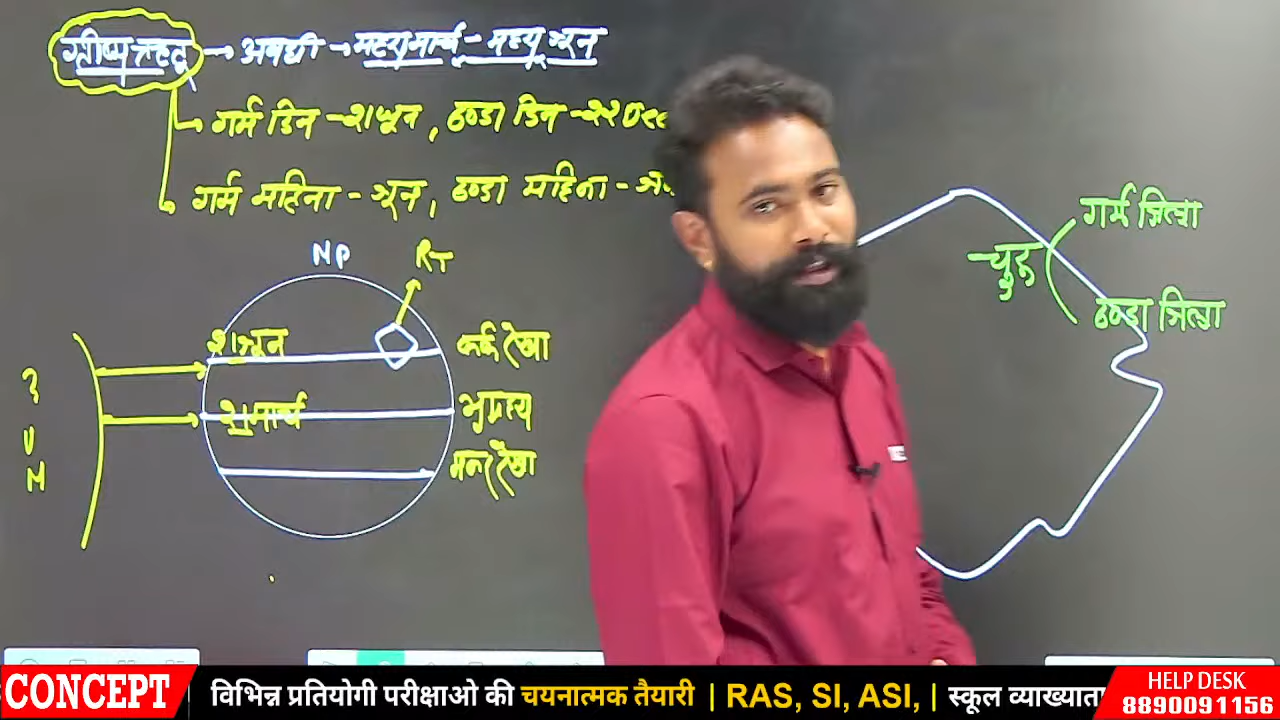 ग्रीष्म ऋतु → अवधी → मध्य मार्च - मध्य जून
गर्म दिन - 21 जून, ठण्डा दिन - 22
गर्म महिना - जून, ठण्डा महिना -
NP
RT
चुरू
गर्म जिला
ठण्डा जिला
21 जून
कर्क रेखा
21 मार्च
भूमध्य
मकर रेखा
CONCEPT
विभिन्न प्रतियोगी परीक्षाओ की चयनात्मक तैयारी | RAS, SI, ASI, | स्कूल व्याख्याता
HELP DESK
8890091156